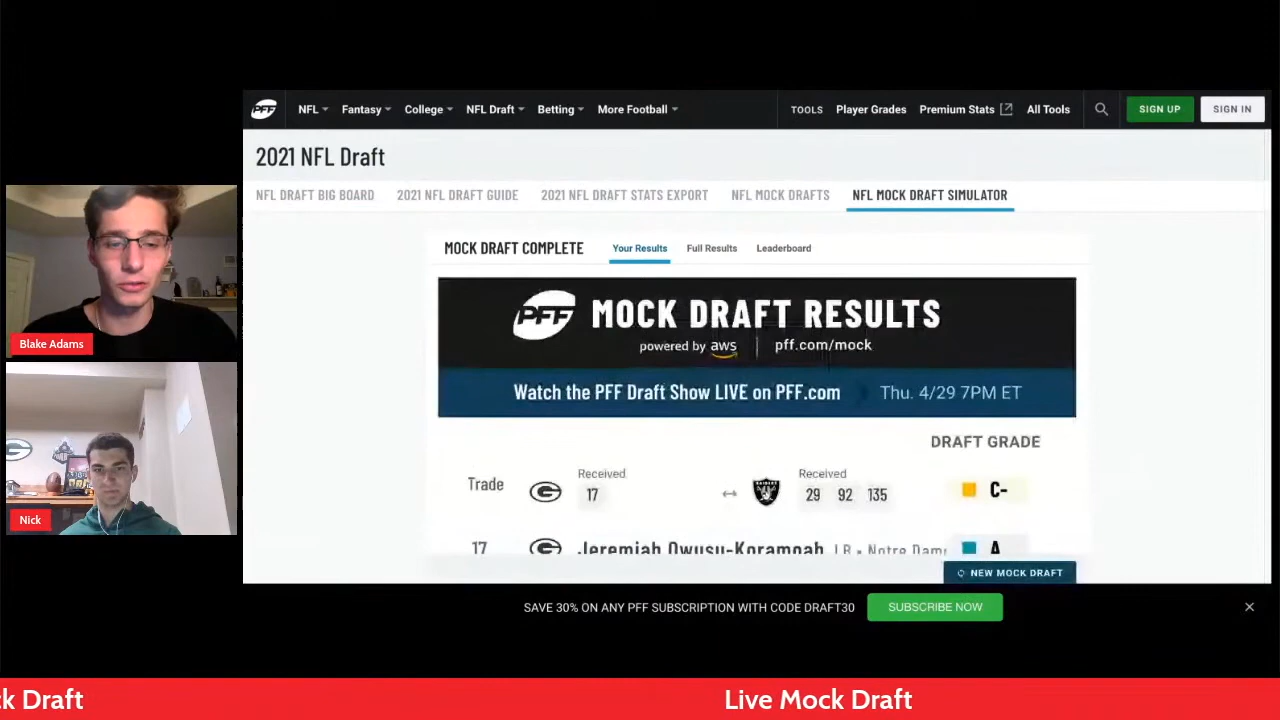 PFF NFL Fantasy College NFL Draft Betting More Football TOOLS Player Grades Premium Stats All Tools SIGN UP SIGN IN
2021 NFL Draft
NFL DRAFT BIG BOARD 2021 NFL DRAFT GUIDE 2021 NFL DRAFT STATS EXPORT NFL MOCK DRAFTS NFL MOCK DRAFT SIMULATOR
MOCK DRAFT COMPLETE Your Results Full Results Leaderboard
PFF MOCK DRAFT RESULTS
powered by aws pff.com/mock
Watch the PFF Draft Show LIVE on PFF.com Thu. 4/29 7PM ET
DRAFT GRADE
Trade G Received 17 RAIDERS Received 29 92 135 C-
17 G Jeremiah Owusu-Koramoah LB • Notre Dame A
NEW MOCK DRAFT
SAVE 30% ON ANY PFF SUBSCRIPTION WITH CODE DRAFT30 SUBSCRIBE NOW
Blake Adams
Nick
ck Draft Live Mock Draft